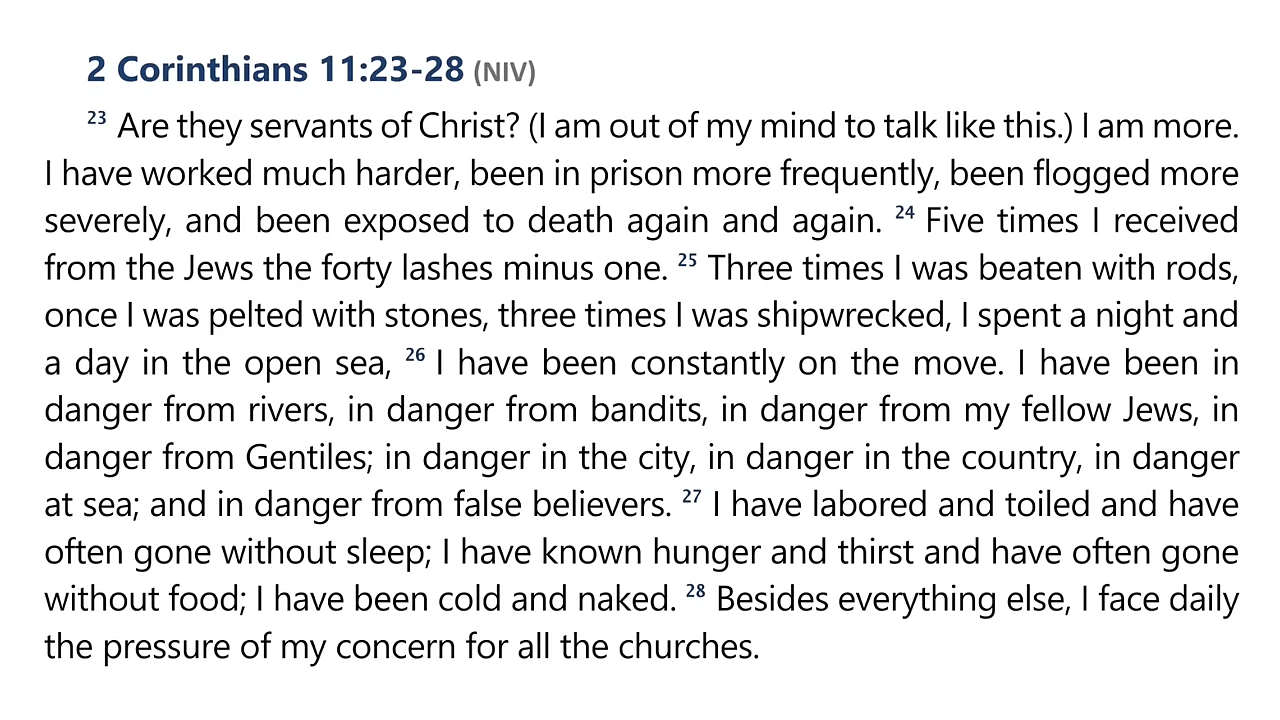 2 Corinthians 11:23-28 (NIV)
23 Are they servants of Christ? (I am out of my mind to talk like this.) I am more.
I have worked much harder, been in prison more frequently, been flogged more
severely, and been exposed to death again and again. 24 Five times I received
from the Jews the forty lashes minus one. 25 Three times I was beaten with rods,
once I was pelted with stones, three times I was shipwrecked, I spent a night and
a day in the open sea, 26 I have been constantly on the move. I have been in
danger from rivers, in danger from bandits, in danger from my fellow Jews, in
danger from Gentiles; in danger in the city, in danger in the country, in danger
at sea; and in danger from false believers. 27 I have labored and toiled and have
often gone without sleep; I have known hunger and thirst and have often gone
without food; I have been cold and naked. 28 Besides everything else, I face daily
the pressure of my concern for all the churches.